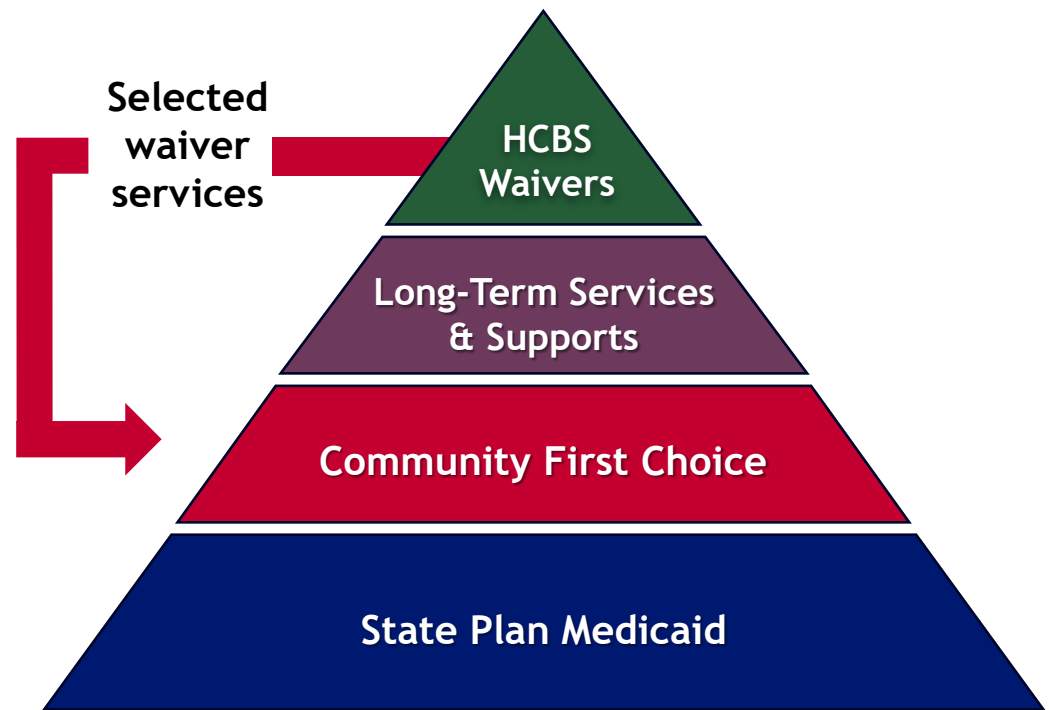 Selected
waiver
services
HCBS
Waivers
Long-Term Services
& Supports
Community First Choice
State Plan Medicaid